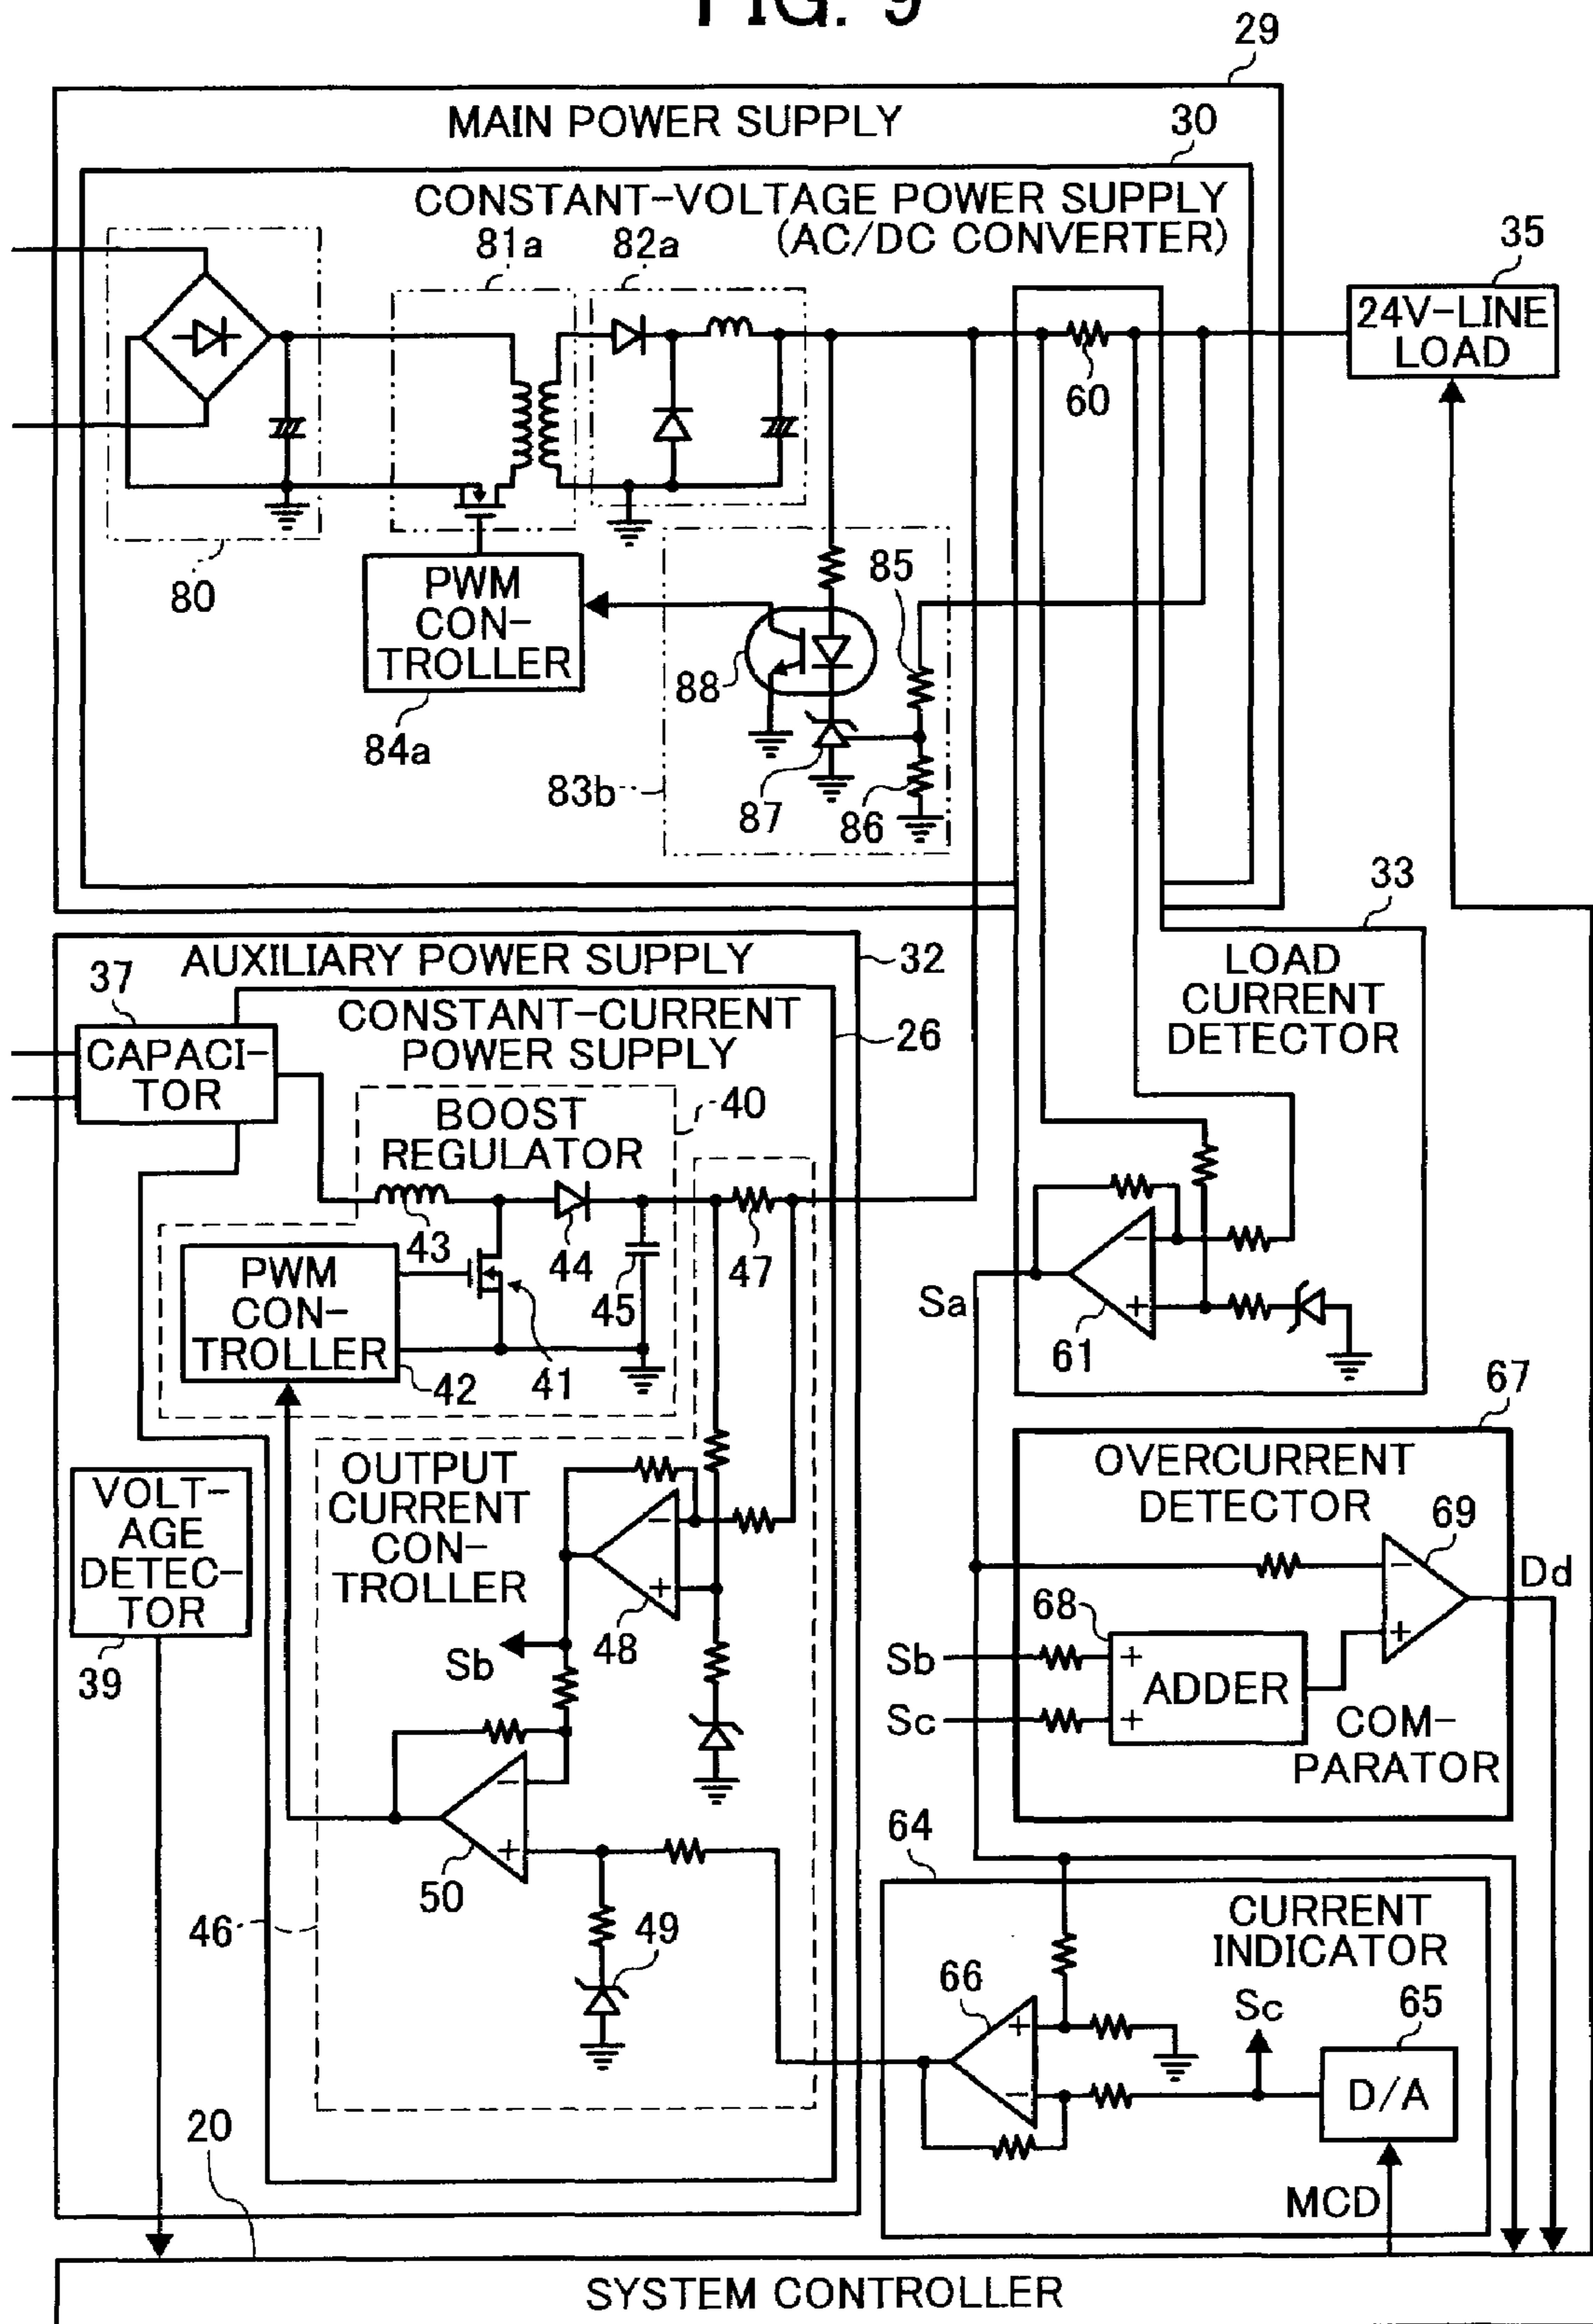 FIG. 9
29
MAIN POWER SUPPLY
30
CONSTANT-VOLTAGE POWER SUPPLY
(AC/DC CONVERTER)
81a
82a
35
24V-LINE
LOAD
60
80
PWM
CON-
TROLLER
84a
85
88
83b
87
86
33
LOAD
CURRENT
DETECTOR
AUXILIARY POWER SUPPLY
32
37
CONSTANT-CURRENT
POWER SUPPLY
26
CAPACI-
TOR
BOOST
REGULATOR
40
43
44
45
47
PWM
CON-
TROLLER
42
41
Sa
-
+
61
67
OVERCURRENT
DETECTOR
69
Dd
-
+
68
Sb
+
ADDER
Sc
+
COM-
PARATOR
OUTPUT
CURRENT
CON-
TROLLER
-
+
48
Sb
VOLT-
AGE
DETEC-
TOR
39
-
+
50
46
49
64
CURRENT
INDICATOR
66
+
-
Sc
65
D/A
MCD
20
SYSTEM CONTROLLER